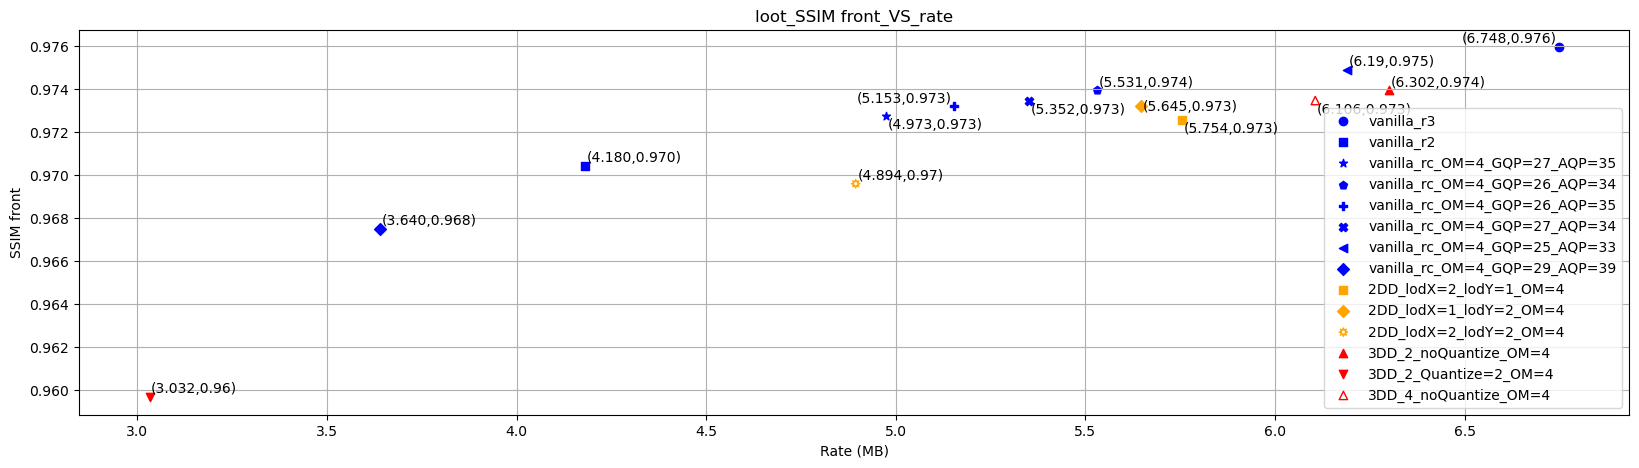 loot_SSIM front_VS_rate
0.976
0.974
0.972
0.970
0.968
0.966
0.964
0.962
0.960
SSIM front
(6.748,0.976)
(6.19,0.975)
(6.302,0.974)
(5.531,0.974)
(6.106,0.973)
(5.153,0.973)
(5.352,0.973)
(5.645,0.973)
(4.973,0.973)
(5.754,0.973)
(4.180,0.970)
(4.894,0.97)
(3.640,0.968)
(3.032,0.96)
vanilla_r3
vanilla_r2
vanilla_rc_OM=4_GQP=27_AQP=35
vanilla_rc_OM=4_GQP=26_AQP=34
vanilla_rc_OM=4_GQP=26_AQP=35
vanilla_rc_OM=4_GQP=27_AQP=34
vanilla_rc_OM=4_GQP=25_AQP=33
vanilla_rc_OM=4_GQP=29_AQP=39
2DD_lodX=2_lodY=1_OM=4
2DD_lodX=1_lodY=2_OM=4
2DD_lodX=2_lodY=2_OM=4
3DD_2_noQuantize_OM=4
3DD_2_Quantize=2_OM=4
3DD_4_noQuantize_OM=4
3.0
3.5
4.0
4.5
5.0
5.5
6.0
6.5
Rate (MB)